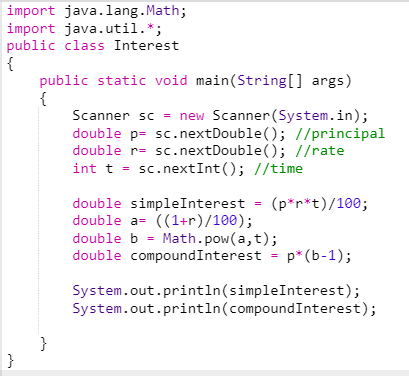 import java.lang.Math;
import java.util.*;
public class Interest
{
    public static void main(String[] args)
    {
        Scanner sc = new Scanner(System.in);
        double p= sc.nextDouble(); //principal
        double r= sc.nextDouble(); //rate
        int t = sc.nextInt(); //time

        double simpleInterest = (p*r*t)/100;
        double a= ((1+r)/100);
        double b = Math.pow(a,t);
        double compoundInterest = p*(b-1);

        System.out.println(simpleInterest);
        System.out.println(compoundInterest);

    }
}